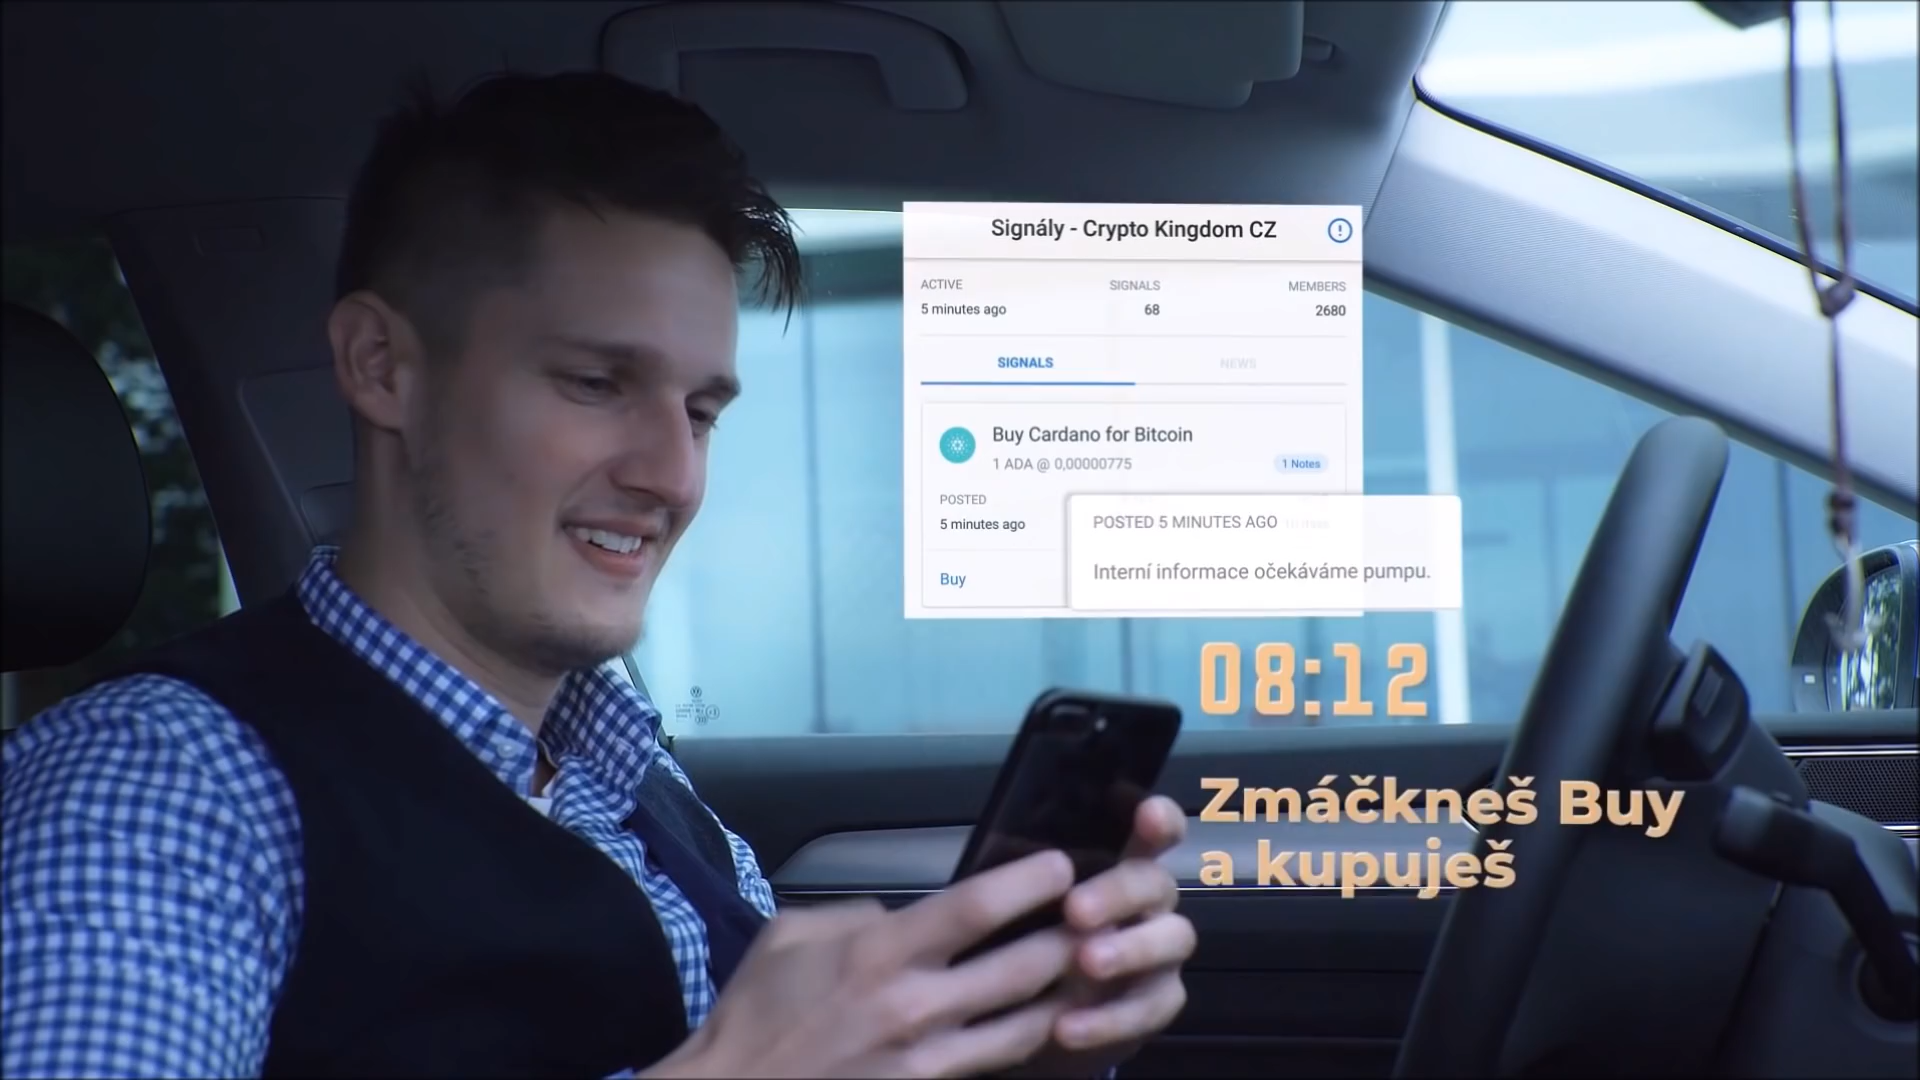 Signály - Crypto Kingdom CZ
ACTIVE SIGNALS MEMBERS
5 minutes ago 68 2680
SIGNALS NEWS
Buy Cardano for Bitcoin
1 ADA @ 0,00000775 1 Notes
POSTED
5 minutes ago
POSTED 5 MINUTES AGO
Interní informace očekáváme pumpu.
Buy
08:12
Zmáčkneš Buy
a kupuješ